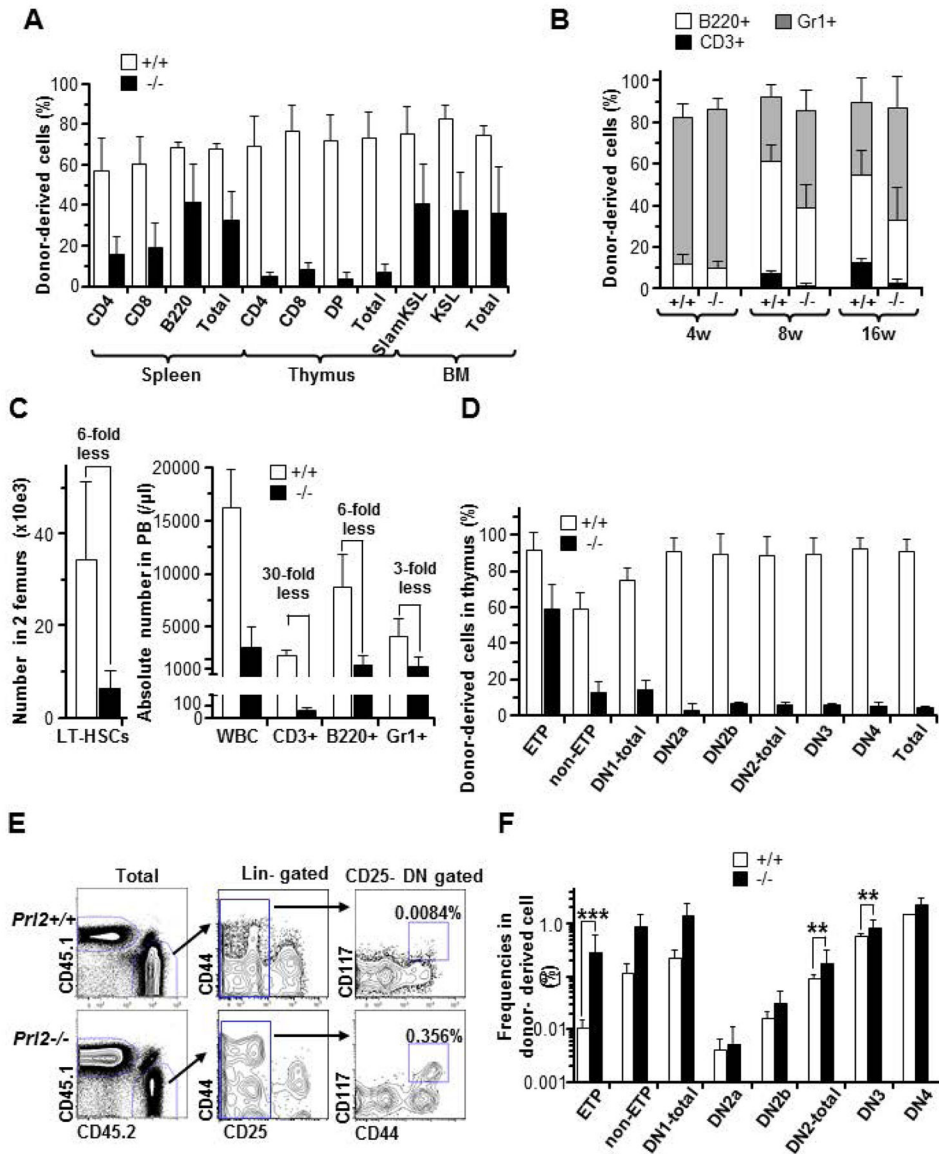 A
+/+
-/-
Donor-derived cells (%)
100
80
60
40
20
0
CD4
CD8
B220
Total
CD4
CD8
DP
Total
SlamKSL
KSL
Total
Spleen
Thymus
BM
B
B220+
Gr1+
CD3+
Donor-derived cells (%)
100
80
60
40
20
0
+/+ -/- +/+ -/- +/+ -/-
4w
8w
16w
C
6-fold
less
Number in 2 femurs (x10e3)
40
20
0
LT-HSCs
+/+
-/-
Absolute number in PB (/µl)
20000
15000
10000
5000
1000
100
0
30-fold
less
6-fold
less
3-fold
less
WBC CD3+ B220+ Gr1+
D
+/+
-/-
Donor-derived cells in thymus (%)
100
80
60
40
20
0
ETP
non-ETP
DN1-total
DN2a
DN2b
DN2-total
DN3
DN4
Total
E
Total
Lin- gated
CD25- DN gated
Prl2+/+
CD45.1
CD44
CD117
0.0084%
Prl2-/-
CD45.1
CD44
CD117
0.356%
CD45.2
CD25
CD44
F
+/+
-/-
Frequencies in
donor- derived cell
1.0
0.01
0.001
***
**
**
ETP
non-ETP
DN1-total
DN2a
DN2b
DN2-total
DN3
DN4